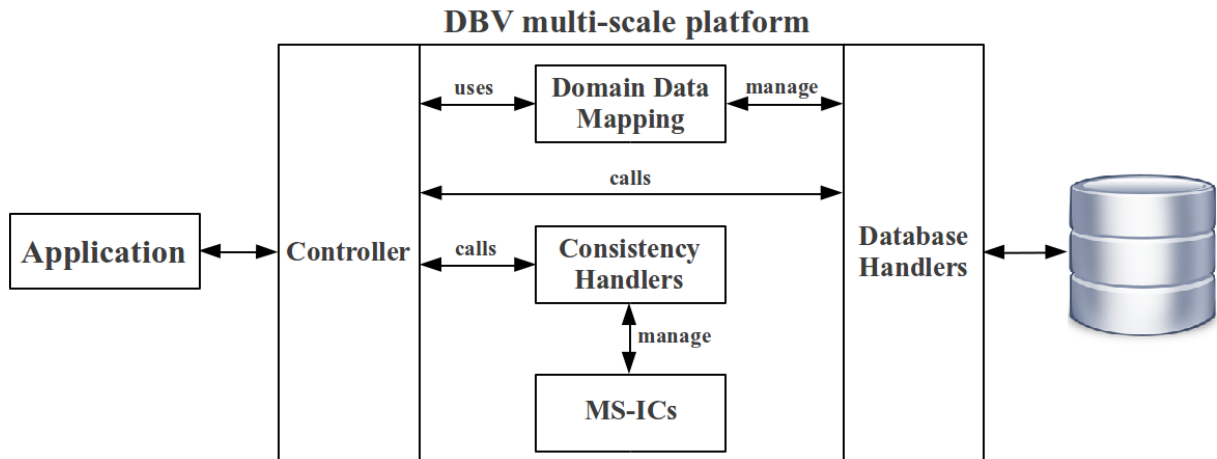 DBV multi-scale platform
uses
Domain Data
Mapping
manage
calls
Application
Controller
calls
Consistency
Handlers
Database
Handlers
manage
MS-ICs